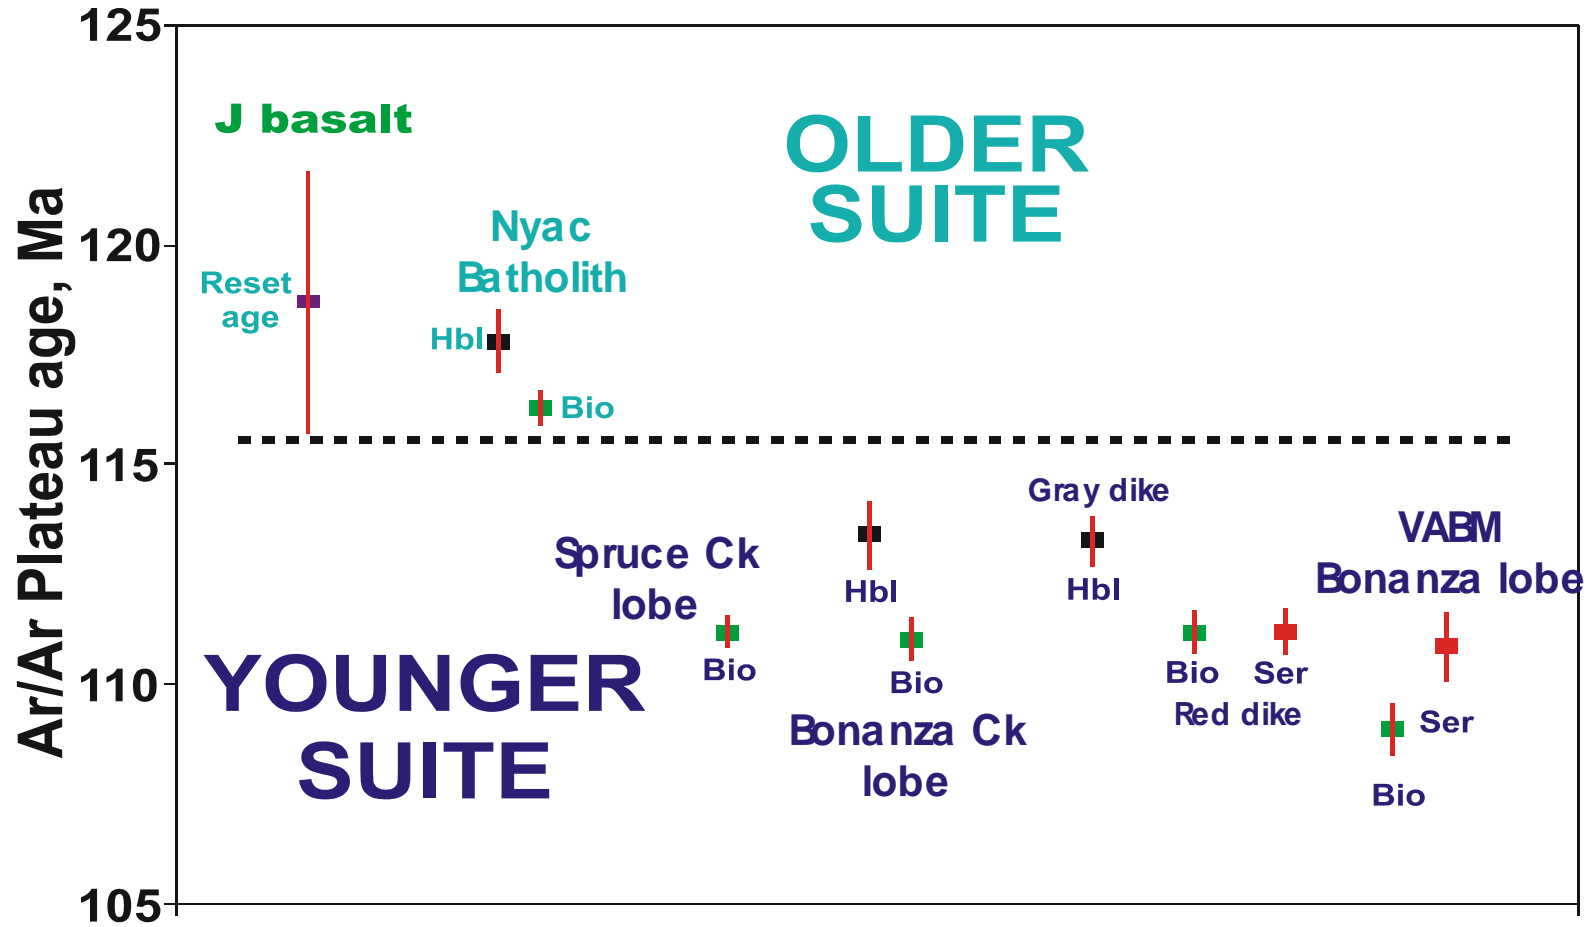 125
J basalt
OLDER
SUITE
Nyac
Batholith
120
Reset
age
Hbl
Bio
115
Gray dike
Hbl
Hbl
Spruce Ck
lobe
Bio
VABM
Bonanza lobe
YOUNGER
SUITE
Bio
Bonanza Ck
lobe
Bio
Ser
Red dike
Ser
Bio
110
105
Ar/Ar Plateau age, Ma